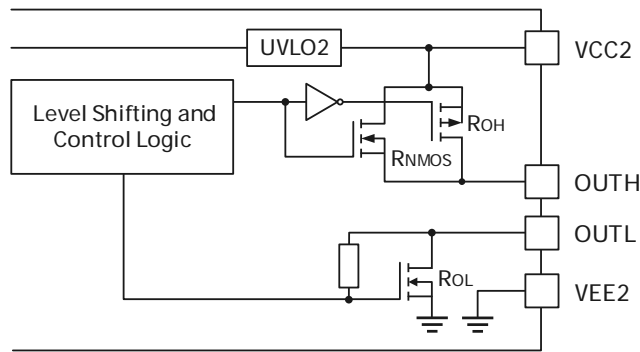 UVLO2
VCC2
Level Shifting and
Control Logic
ROH
RNMOS
OUTH
OUTL
ROL
VEE2